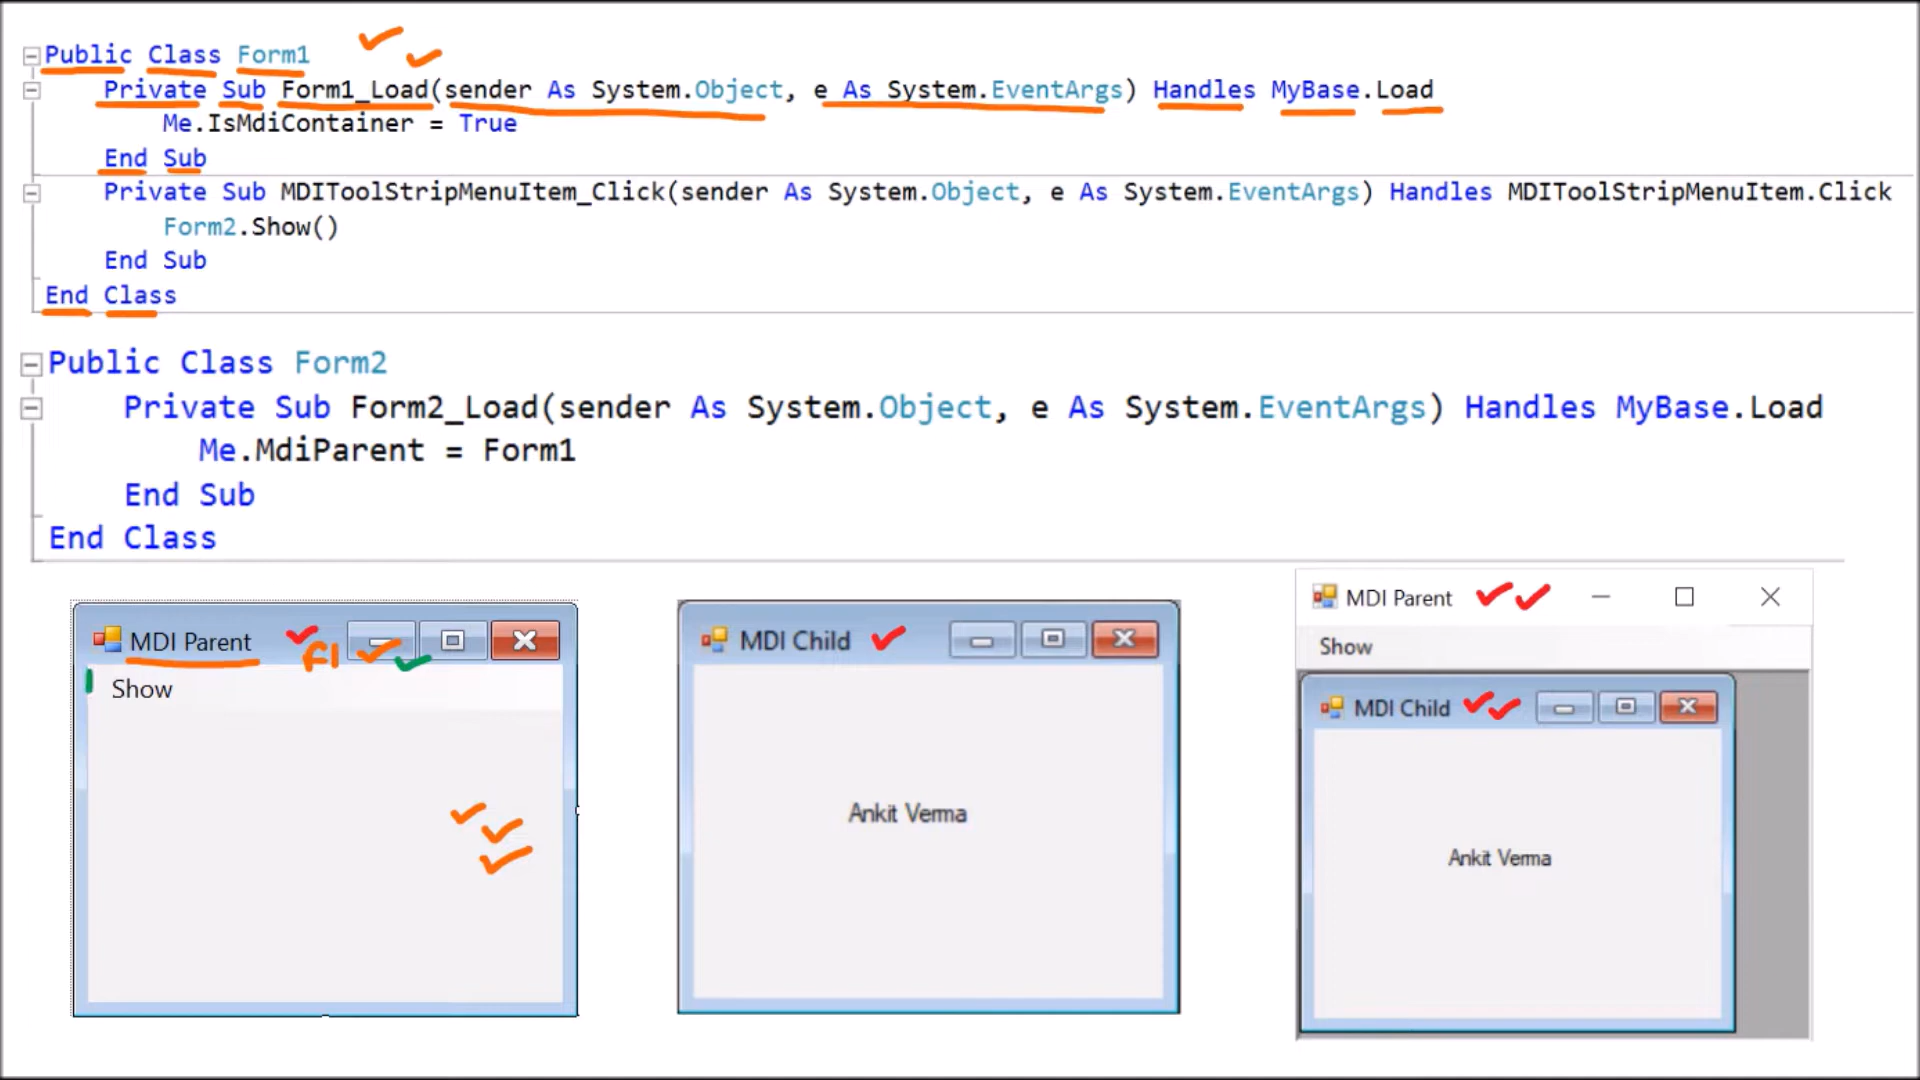 Public Class Form1
Private Sub Form1_Load(sender As System.Object, e As System.EventArgs) Handles MyBase.Load
Me.IsMdiContainer = True
End Sub
Private Sub MDIToolStripMenuItem_Click(sender As System.Object, e As System.EventArgs) Handles MDIToolStripMenuItem.Click
Form2.Show()
End Sub
End Class
Public Class Form2
Private Sub Form2_Load(sender As System.Object, e As System.EventArgs) Handles MyBase.Load
Me.MdiParent = Form1
End Sub
End Class
MDI Parent
F1
Show
MDI Child
Ankit Verma
MDI Parent
Show
MDI Child
Ankit Verma